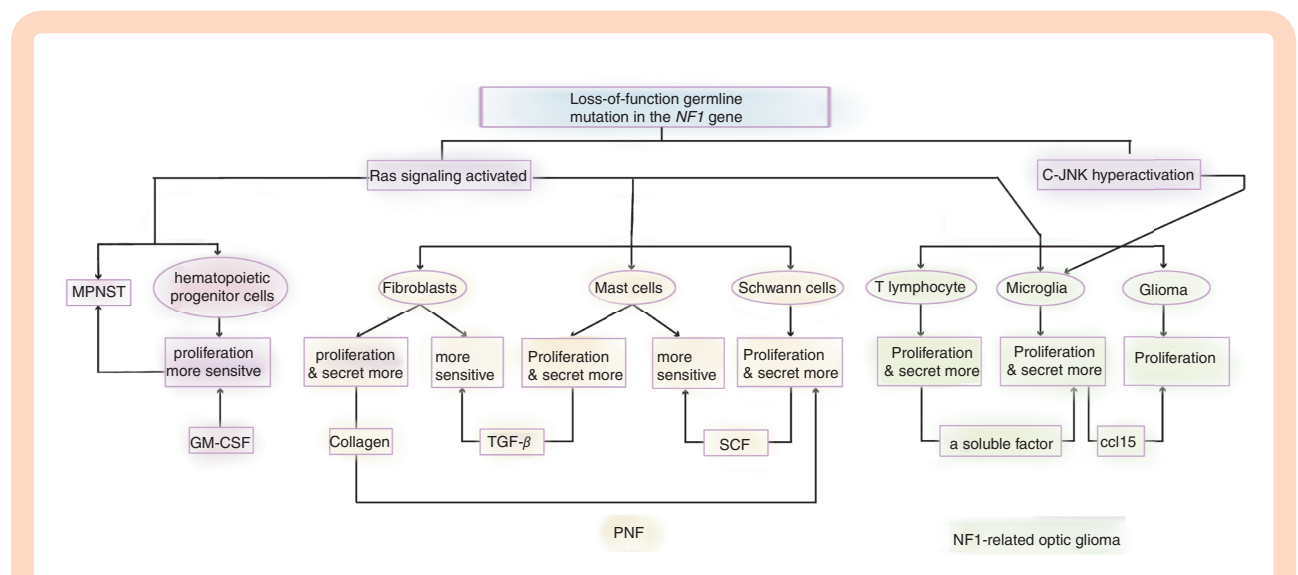 Loss-of-function germline
mutation in the NF1 gene
Ras signaling activated
C-JNK hyperactivation
MPNST
hematopoietic
progenitor cells
Fibroblasts
Mast cells
Schwann cells
T lymphocyte
Microglia
Glioma
proliferation
more sensitve
proliferation
& secret more
more
sensitive
Proliferation
& secret more
more
sensitive
Proliferation
& secret more
Proliferation
& secret more
Proliferation
& secret more
Proliferation
GM-CSF
Collagen
TGF-β
SCF
a soluble factor
ccl15
PNF
NF1-related optic glioma